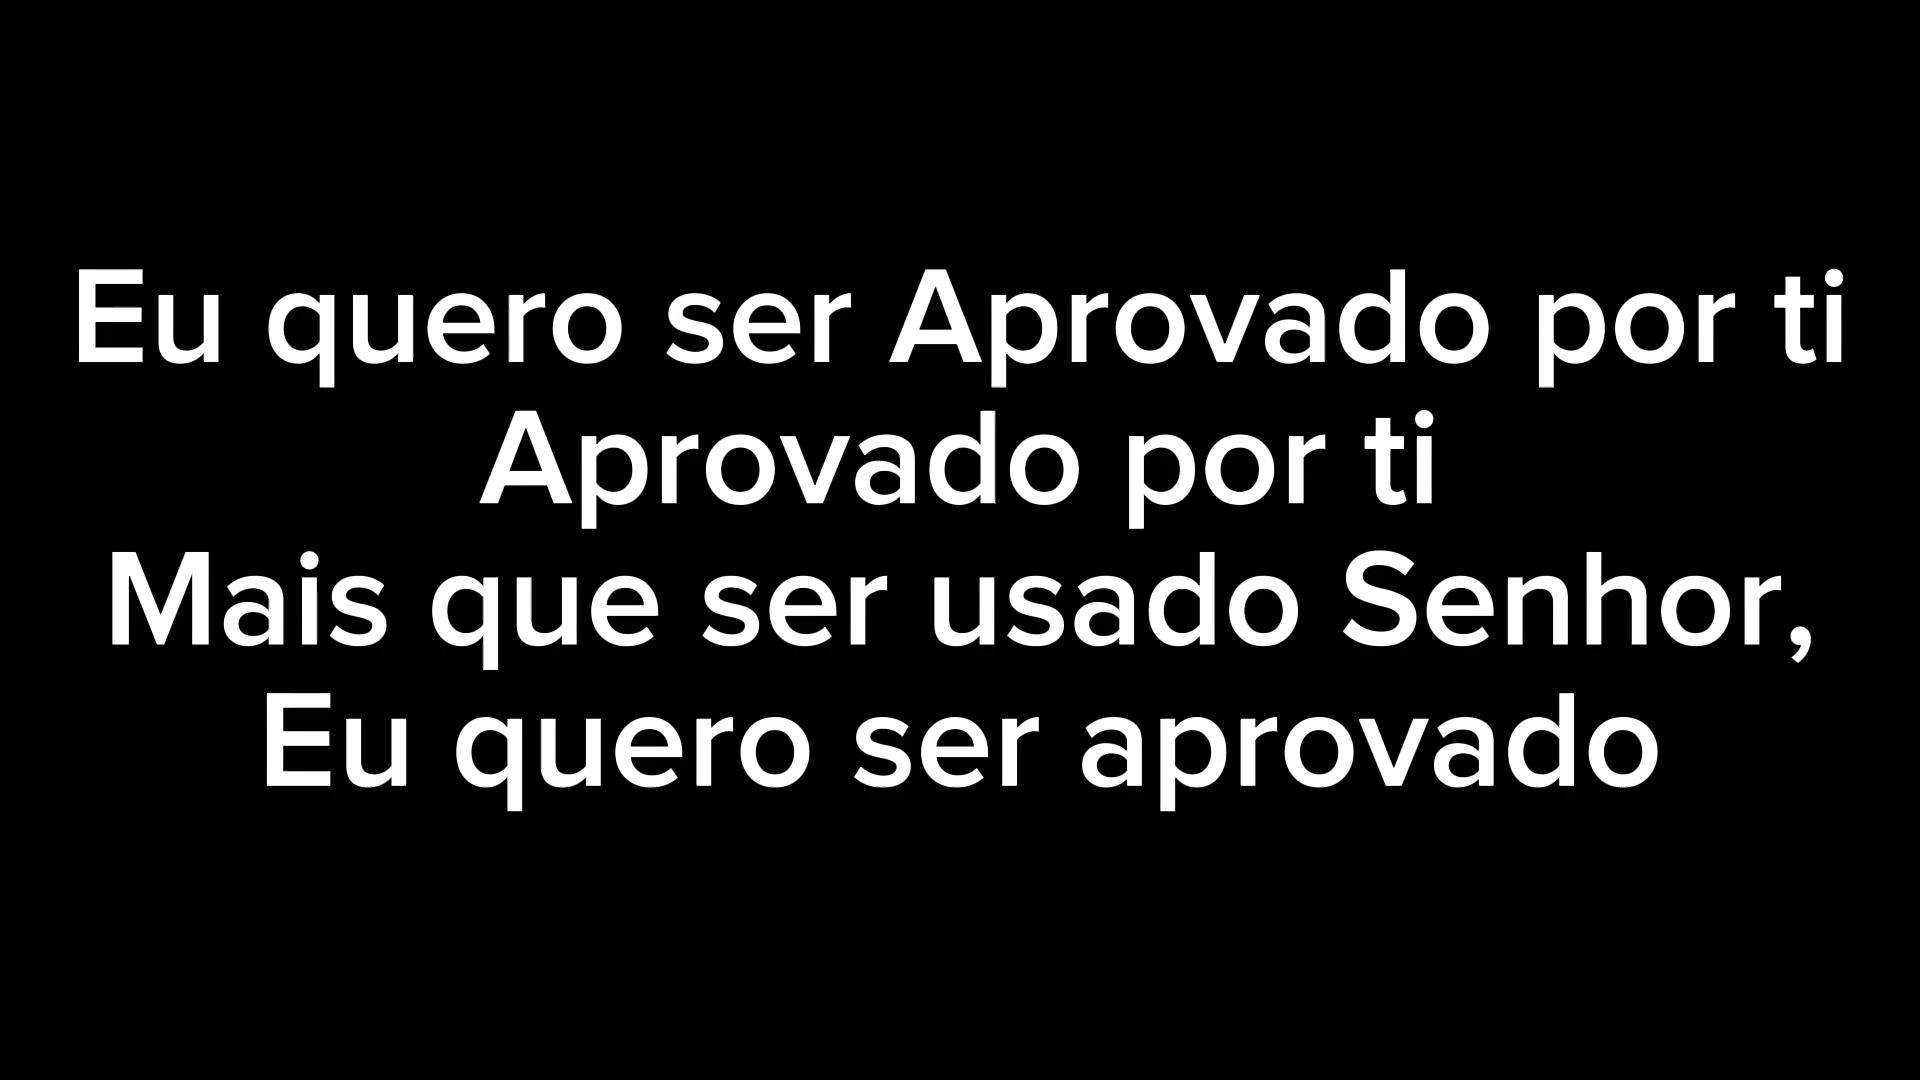 Eu quero ser Aprovado por ti
Aprovado por ti
Mais que ser usado Senhor,
Eu quero ser aprovado